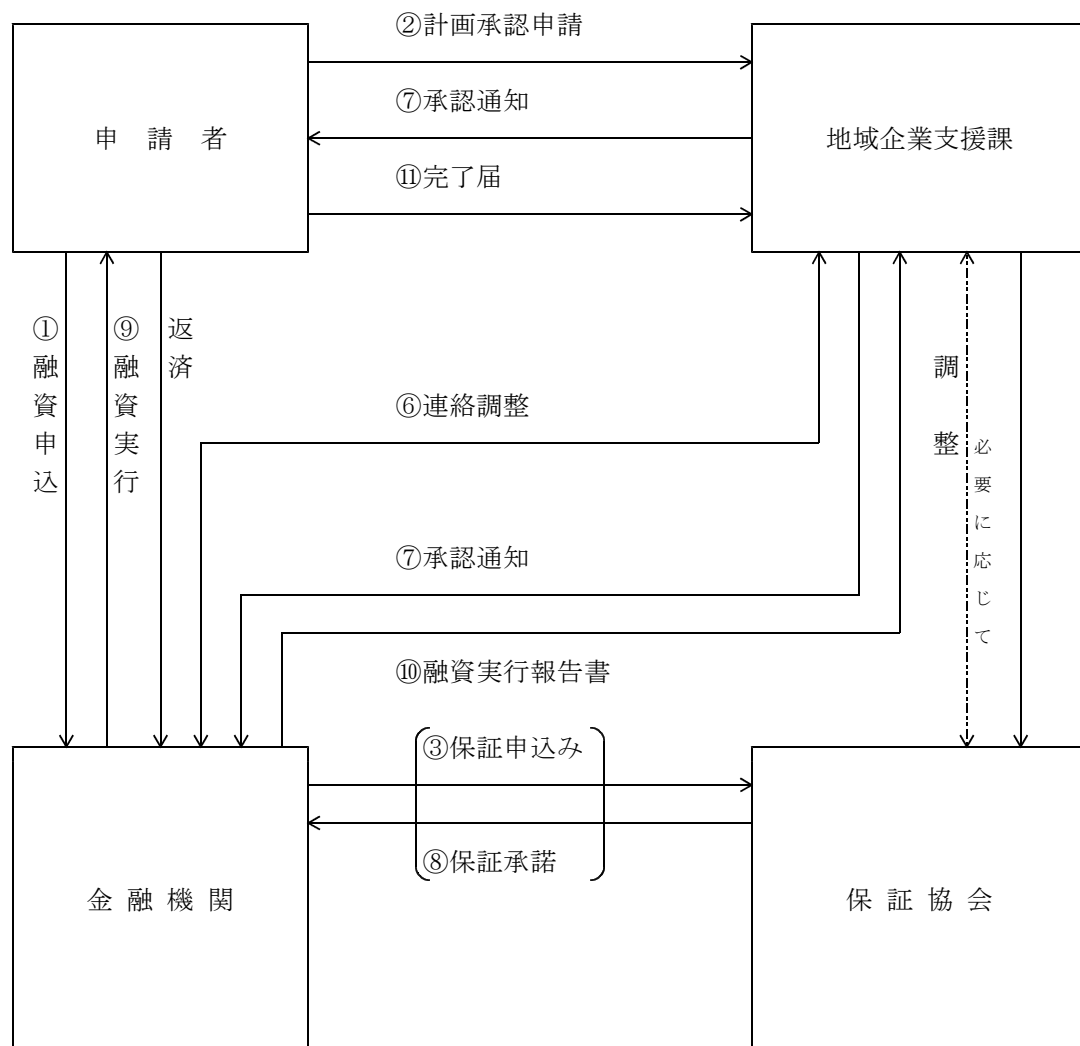 ②計画承認申請
⑦承認通知
申 請 者
地域企業支援課
⑪完了届
①融資申込
⑨融資実行
返済
⑥連絡調整
調 整
必要に応じて
⑦承認通知
⑩融資実行報告書
③保証申込み
⑧保証承諾
金 融 機 関
保 証 協 会